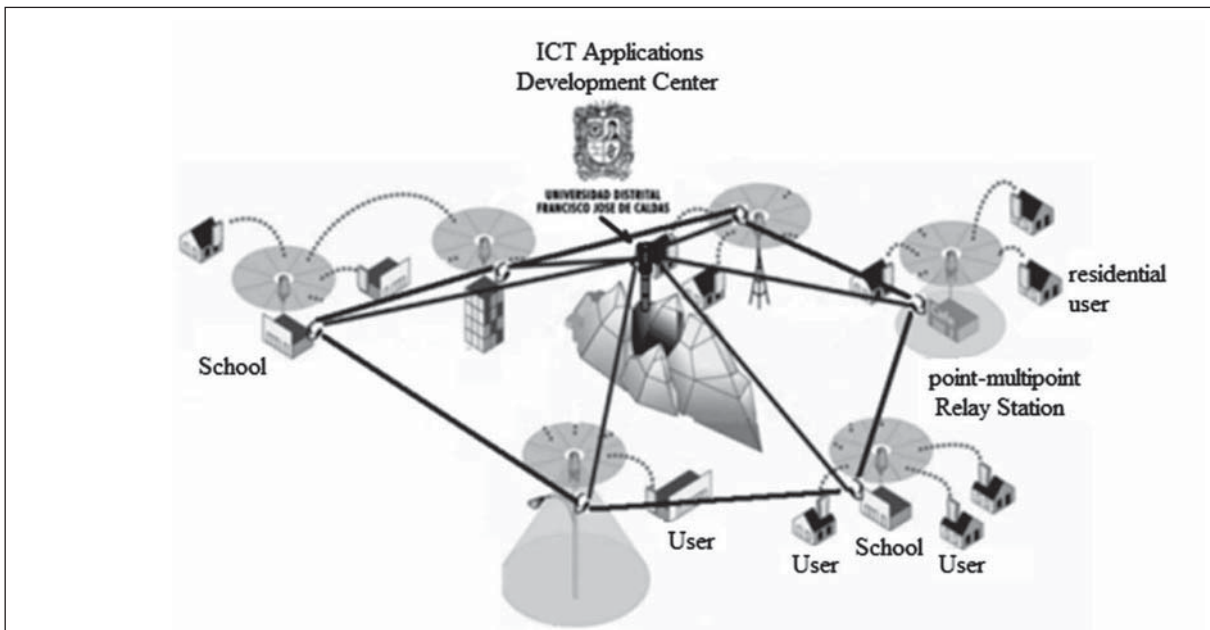 ICT Applications
Development Center
UNIVERSIDAD DISTRITAL
FRANCISCO JOSE DE CALDAS
residential
user
School
point-multipoint
Relay Station
User
User
School
User